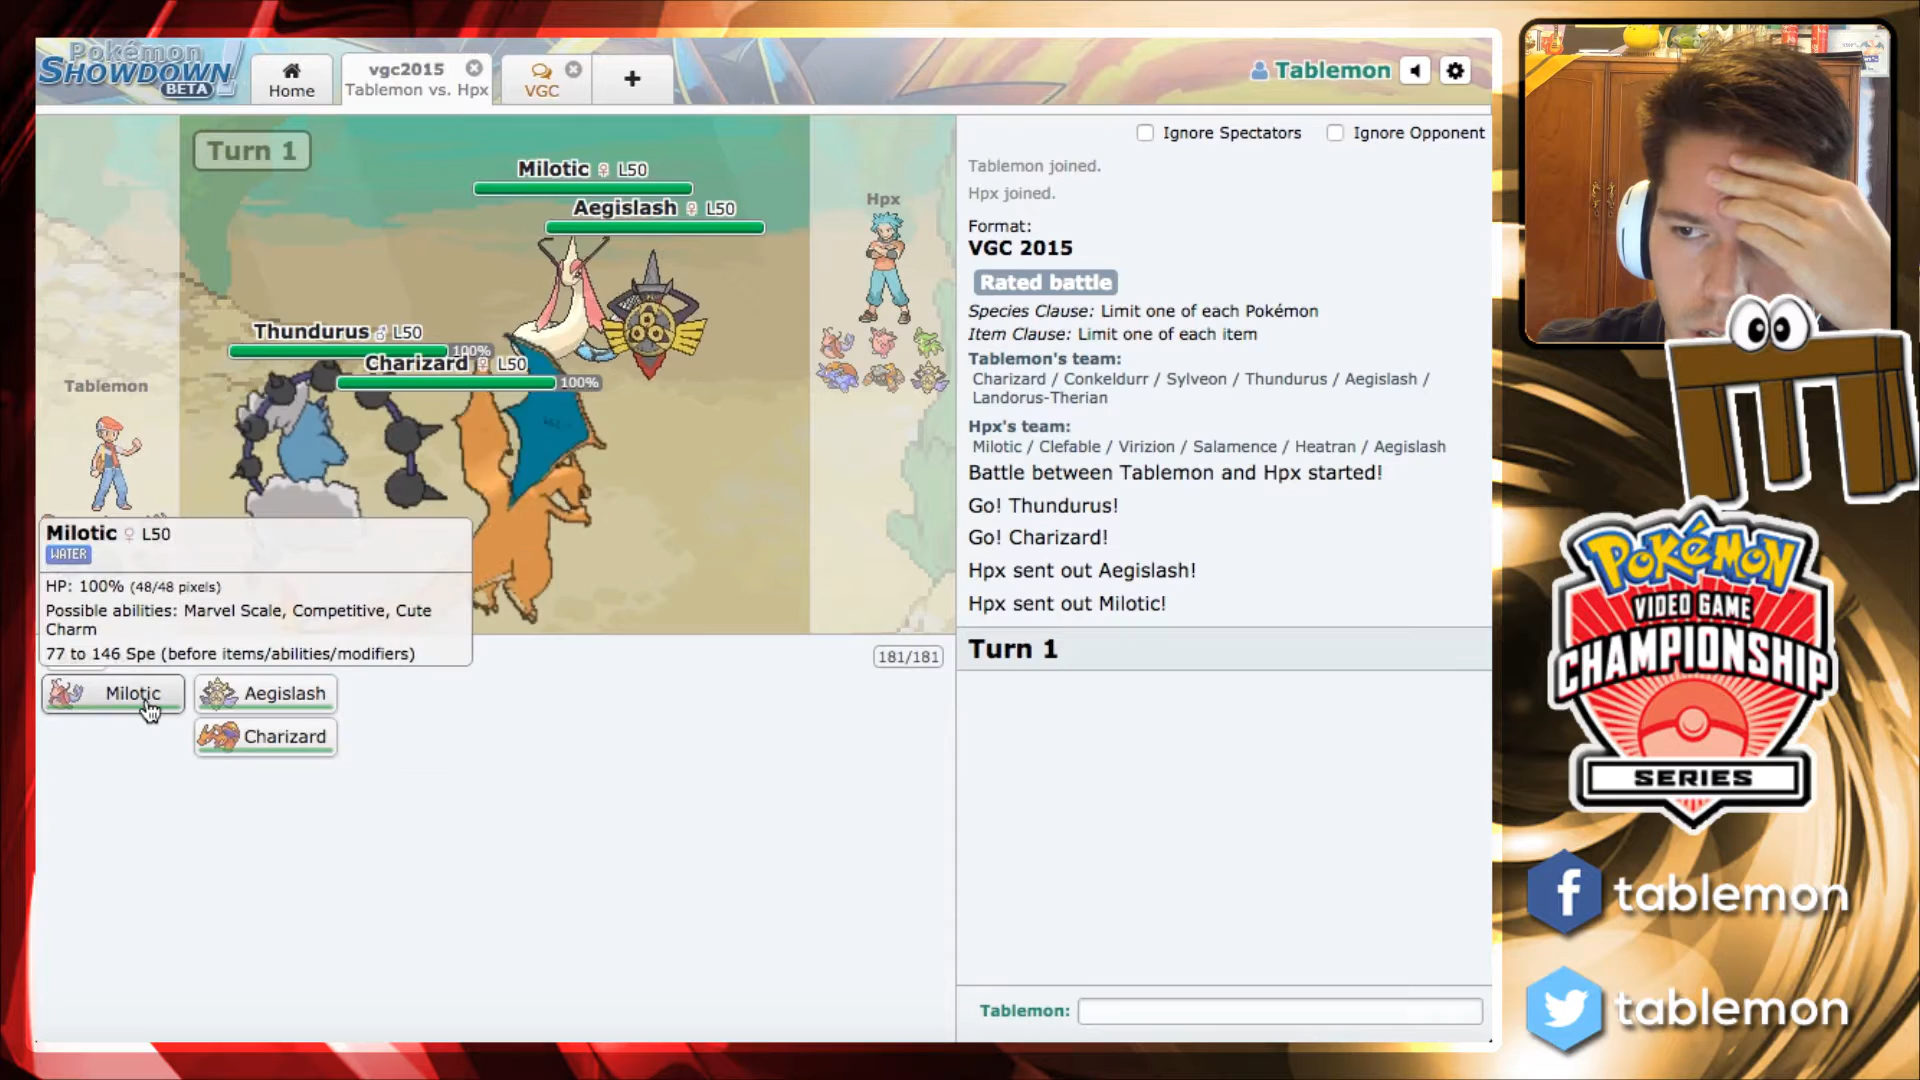 Pokémon
SHOWDOWN
BETA
Home
vgc2015
Tablemon vs. Hpx
VGC
+
Tablemon
Turn 1
Milotic ♀ L50
Aegislash ♀ L50
Thundurus ♂ L50
100%
Charizard ♀ L50
100%
Tablemon
Hpx
Milotic ♀ L50
WATER
HP: 100% (48/48 pixels)
Possible abilities: Marvel Scale, Competitive, Cute
Charm
77 to 146 Spe (before items/abilities/modifiers)
181/181
Milotic
Aegislash
Charizard
Ignore Spectators
Ignore Opponent
Tablemon joined.
Hpx joined.
Format:
VGC 2015
Rated battle
Species Clause: Limit one of each Pokémon
Item Clause: Limit one of each item
Tablemon's team:
Charizard / Conkeldurr / Sylveon / Thundurus / Aegislash /
Landorus-Therian
Hpx's team:
Milotic / Clefable / Virizion / Salamence / Heatran / Aegislash
Battle between Tablemon and Hpx started!
Go! Thundurus!
Go! Charizard!
Hpx sent out Aegislash!
Hpx sent out Milotic!
Turn 1
Tablemon:
Pokémon
VIDEO GAME
CHAMPIONSHIP
SERIES
f tablemon
tablemon